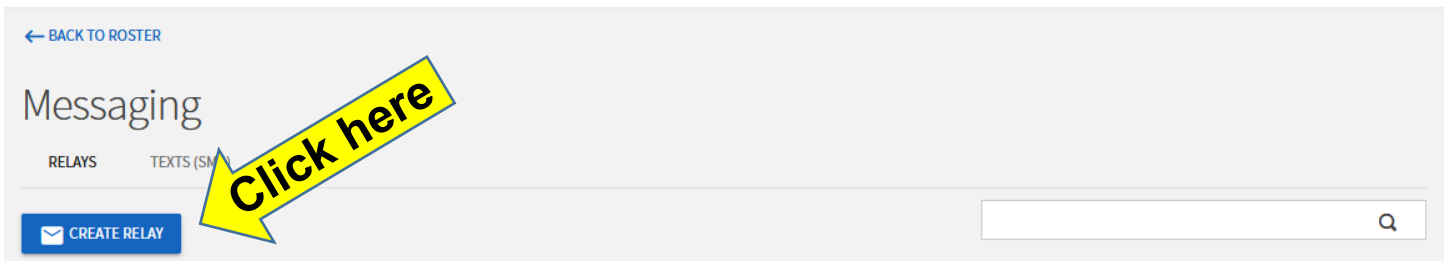 BACK TO ROSTER
Messaging
RELAYS TEXTS (SM
Click here
CREATE RELAY